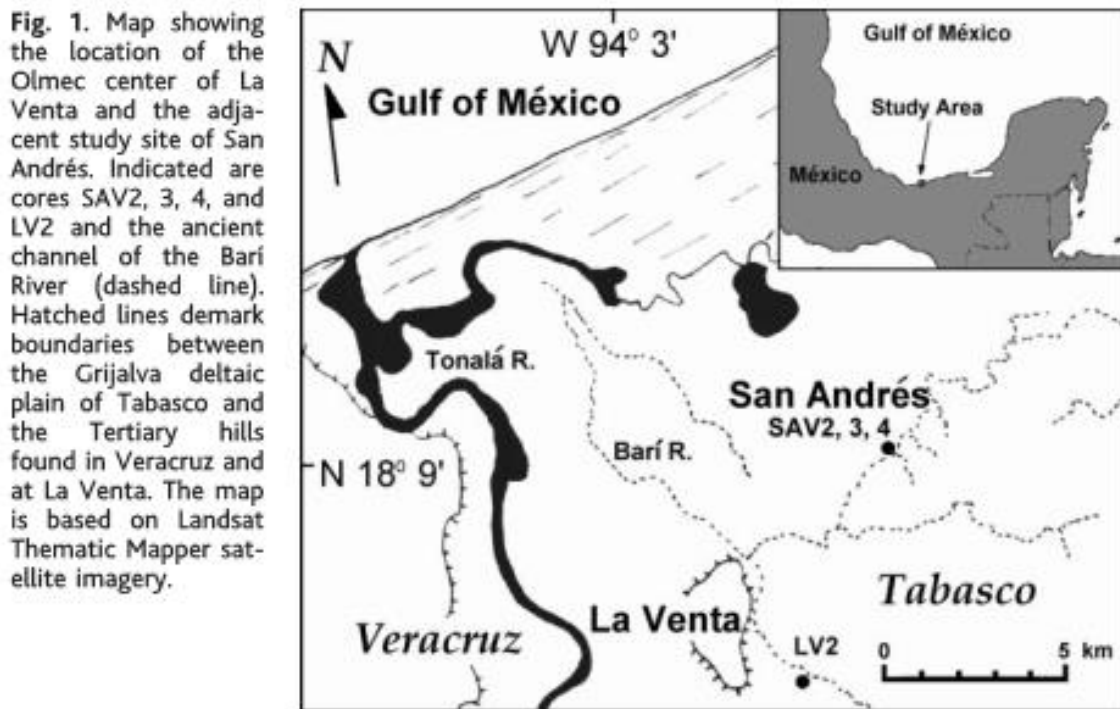 Fig. 1. Map showing
the location of the
Olmec center of La
Venta and the adja-
cent study site of San
Andrés. Indicated are
cores SAV2, 3, 4, and
LV2 and the ancient
channel of the Barí
River (dashed line).
Hatched lines demark
boundaries between
the Grijalva deltaic
plain of Tabasco and
the Tertiary hills
found in Veracruz and
at La Venta. The map
is based on Landsat
Thematic Mapper sat-
ellite imagery.
W 94° 3'
N
Gulf of México
Gulf of México
Study Area
México
Tonalá R.
San Andrés
SAV2, 3, 4
Barí R.
N 18° 9'
Tabasco
La Venta
Veracruz
LV2
0 5 km